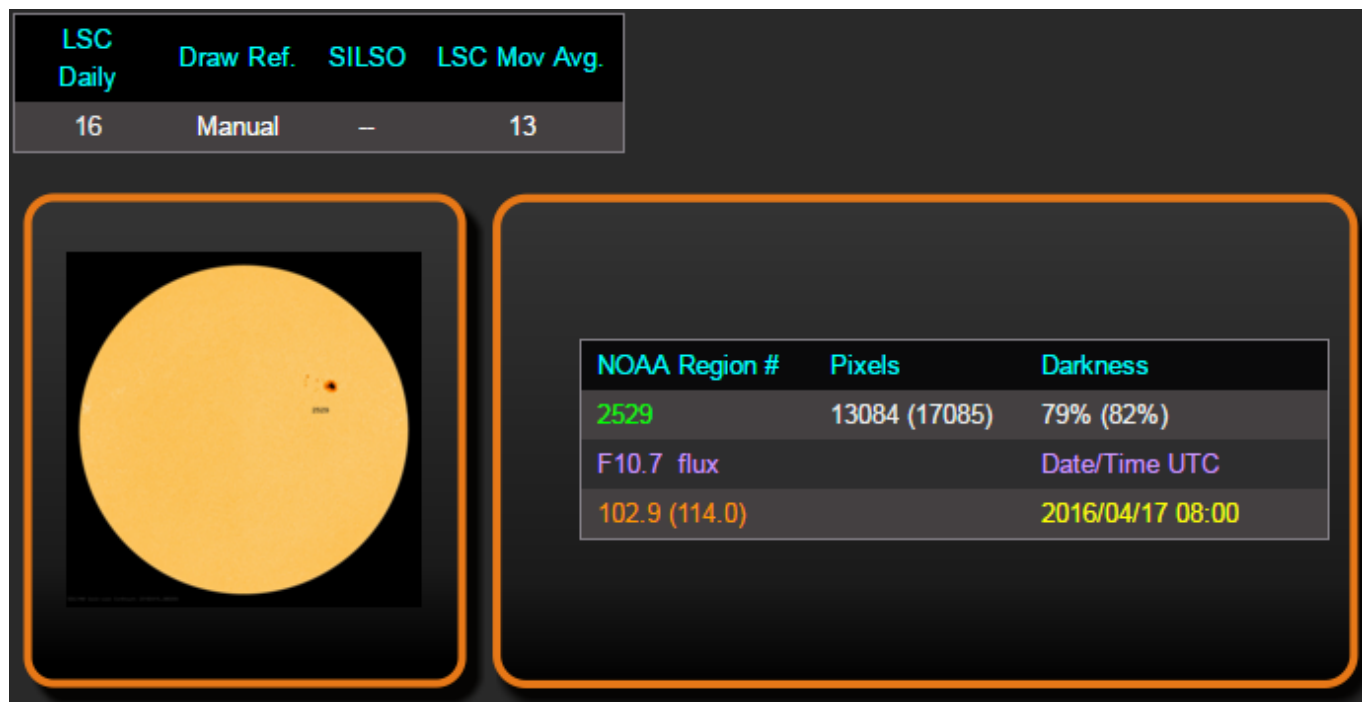 LSC Daily Draw Ref. SILSO LSC Mov Avg.
16 Manual -- 13
2529
NOAA Region # Pixels Darkness
2529 13084 (17085) 79% (82%)
F10.7 flux Date/Time UTC
102.9 (114.0) 2016/04/17 08:00